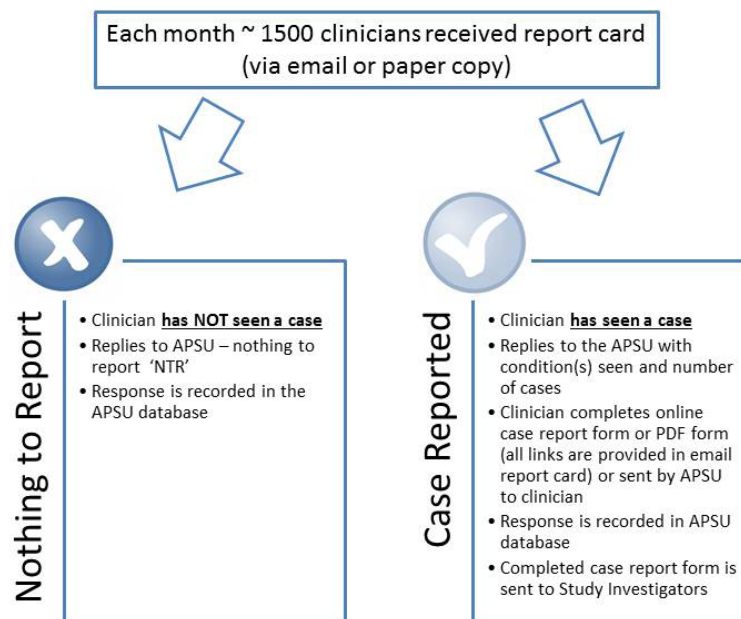 Each month ~ 1500 clinicians received report card
(via email or paper copy)
Nothing to Report
• Clinician has NOT seen a case
• Replies to APSU – nothing to
report ‘NTR’
• Response is recorded in the
APSU database
Case Reported
• Clinician has seen a case
• Replies to the APSU with
condition(s) seen and number
of cases
• Clinician completes online
case report form or PDF form
(all links are provided in email
report card) or sent by APSU
to clinician
• Response is recorded in APSU
database
• Completed case report form is
sent to Study Investigators